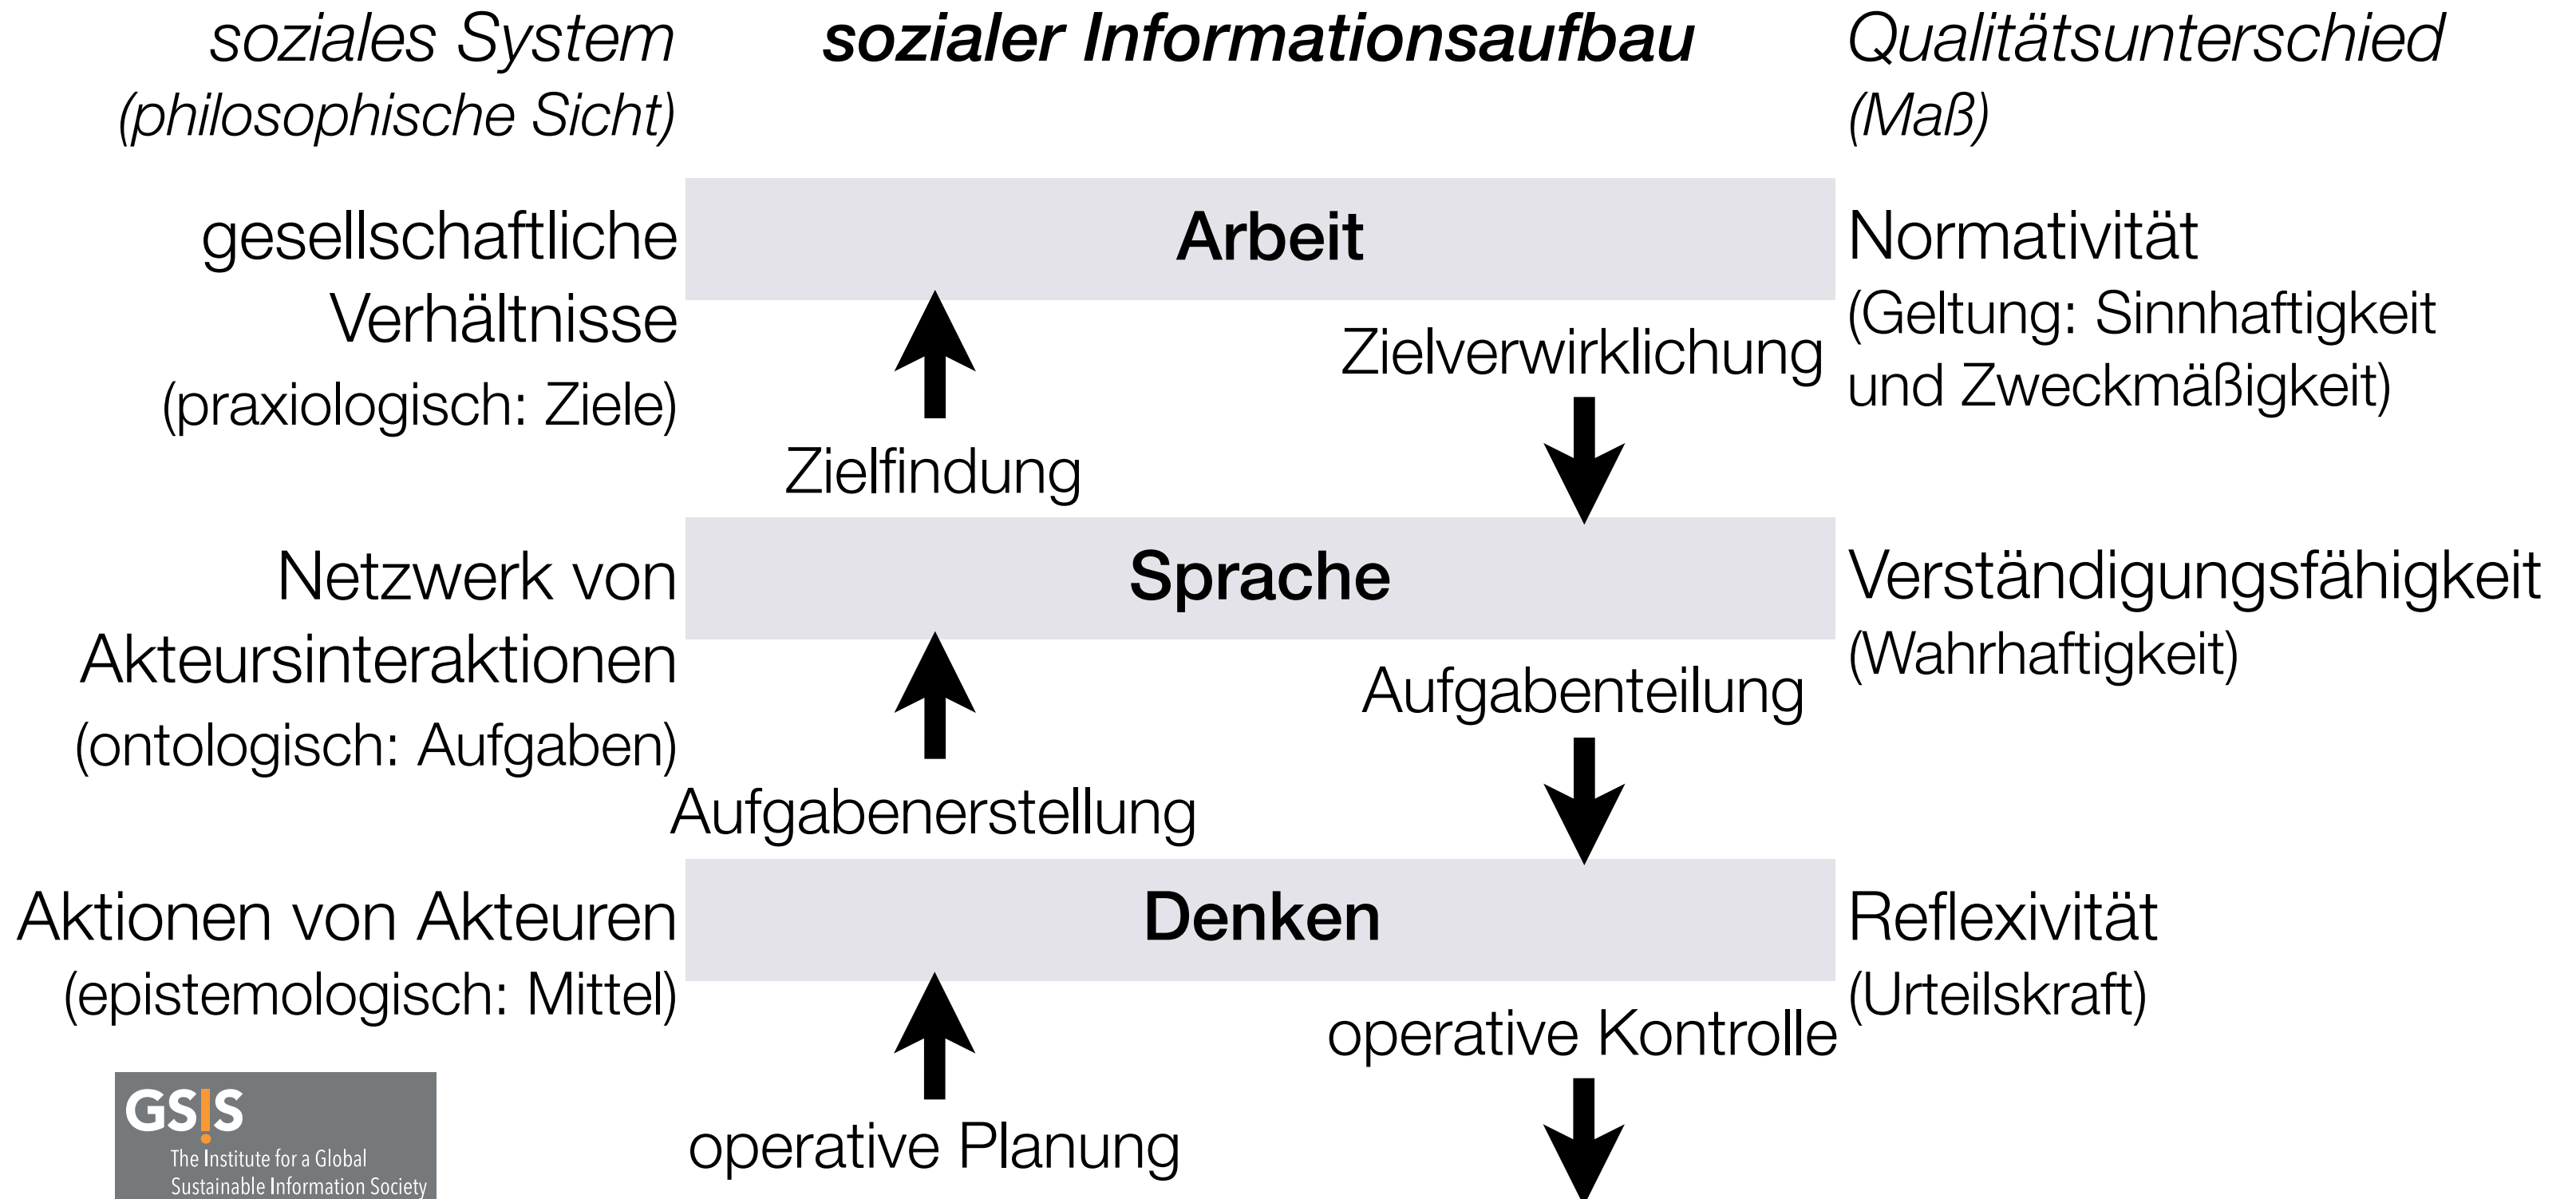 soziales System
(philosophische Sicht)
sozialer Informationsaufbau
Qualitätsunterschied
(Maß)
gesellschaftliche
Verhältnisse
(praxiologisch: Ziele)
Arbeit
Normativität
(Geltung: Sinnhaftigkeit
und Zweckmäßigkeit)
Zielverwirklichung
Zielfindung
Netzwerk von
Akteursinteraktionen
(ontologisch: Aufgaben)
Sprache
Verständigungsfähigkeit
(Wahrhaftigkeit)
Aufgabenteilung
Aufgabenerstellung
Aktionen von Akteuren
(epistemologisch: Mittel)
Denken
Reflexivität
(Urteilskraft)
operative Kontrolle
operative Planung
GS!S
The Institute for a Global
Sustainable Information Society